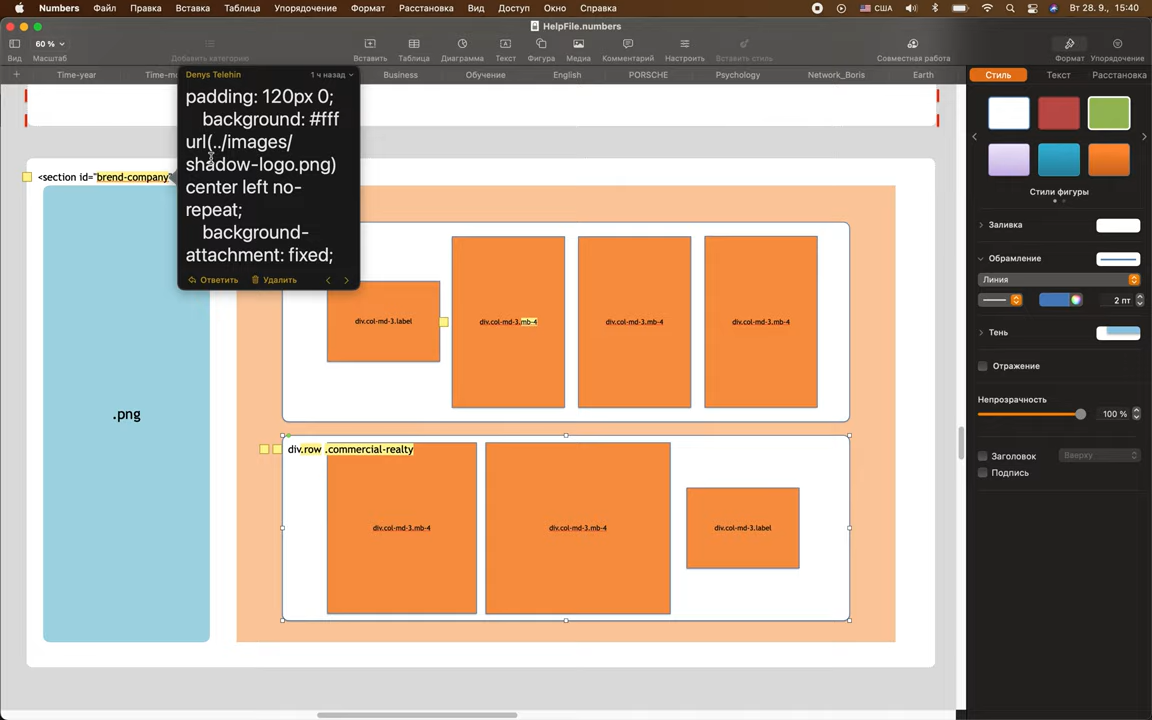 Numbers Файл Правка Вставка Таблица Упорядочение Формат Расстановка Вид Доступ Окно Справка США Вт 28. 9., 15:40
HelpFile.numbers
60 %
Вид Масштаб Добавить категорию Вставить Таблица Диаграмма Текст Фигура Медиа Комментарий Настроить Вставить стиль Совместная работа Формат Упорядочение
Time-year Time-mo Business Обучение English PORSCHE Psychology Network_Boris Earth
Denys Telehin 1 ч назад
padding: 120px 0;
background: #fff
url(../images/
shadow-logo.png)
center left no-
repeat;
background-
attachment: fixed;
Ответить Удалить
<section id="brend-company"
.png
div.col-md-3.label
div.col-md-3.mb-4
div.col-md-3.mb-4
div.col-md-3.mb-4
div.row .commercial-realty
div.col-md-3.mb-4
div.col-md-3.mb-4
div.col-md-3.label
Стиль Текст Расстановка
Стили фигуры
Заливка
Обрамление
Линия
2 пт
Тень
Отражение
Непрозрачность
100 %
Заголовок Вверху
Подпись